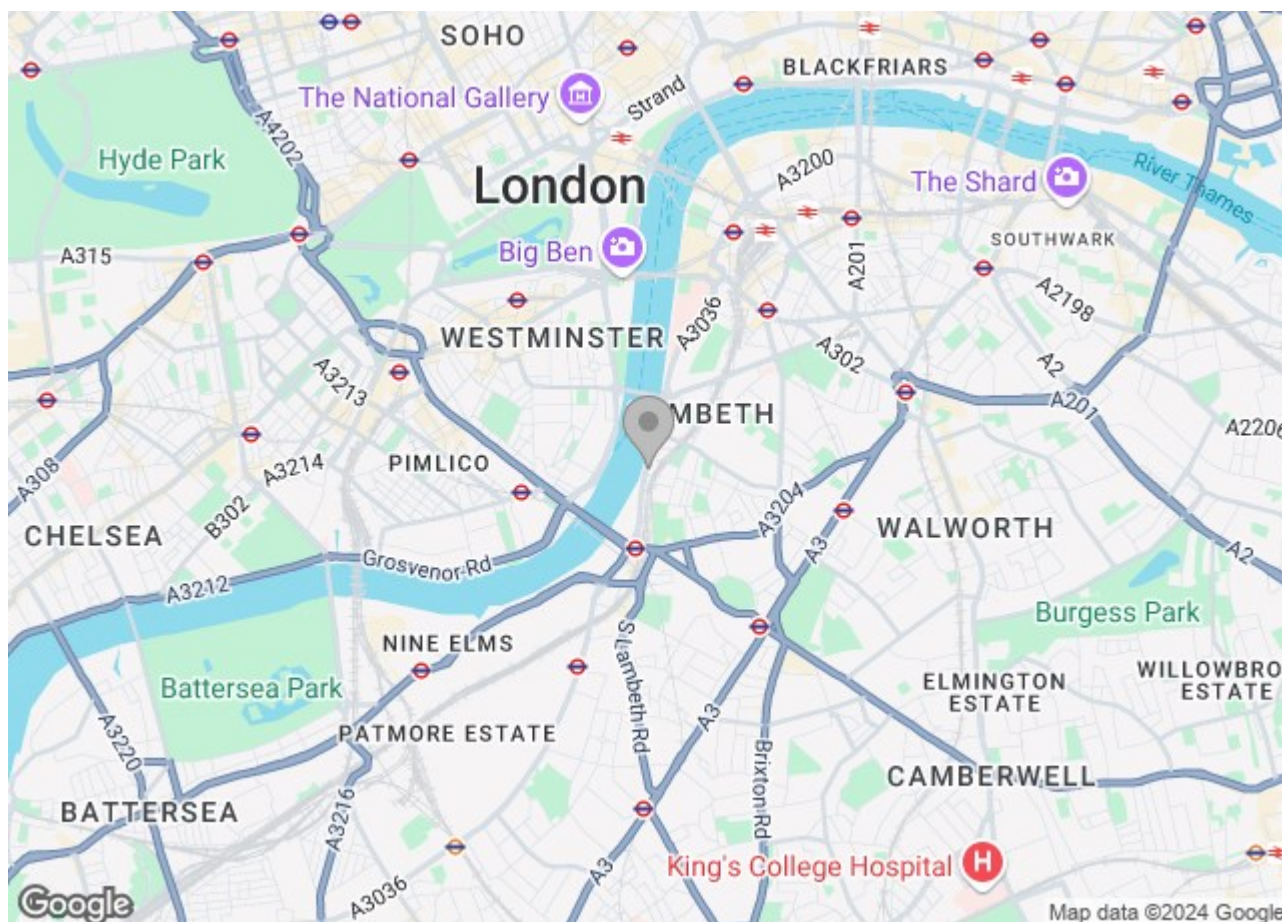 SOHO
BLACKFRIARS
The National Gallery
Strand
A4202
Hyde Park
A3200
London
The Shard
River Thames
A315
Big Ben
A201
SOUTHWARK
A3036
A2198
WESTMINSTER
A302
A3213
A2
A201
MBETH
A2206
A308
A3214
PIMLICO
B302
A3204
CHELSEA
A3
WALWORTH
A2
Grosvenor Rd
A3212
Burgess Park
NINE ELMS
S Lambeth Rd
Battersea Park
ELMINGTON
ESTATE
WILLOWBRO
ESTATE
A3220
A3
PATMORE ESTATE
Brixton Rd
CAMBERWELL
BATTERSEA
A3216
King's College Hospital
H
A3
A3036
Google
Map data ©2024 Google